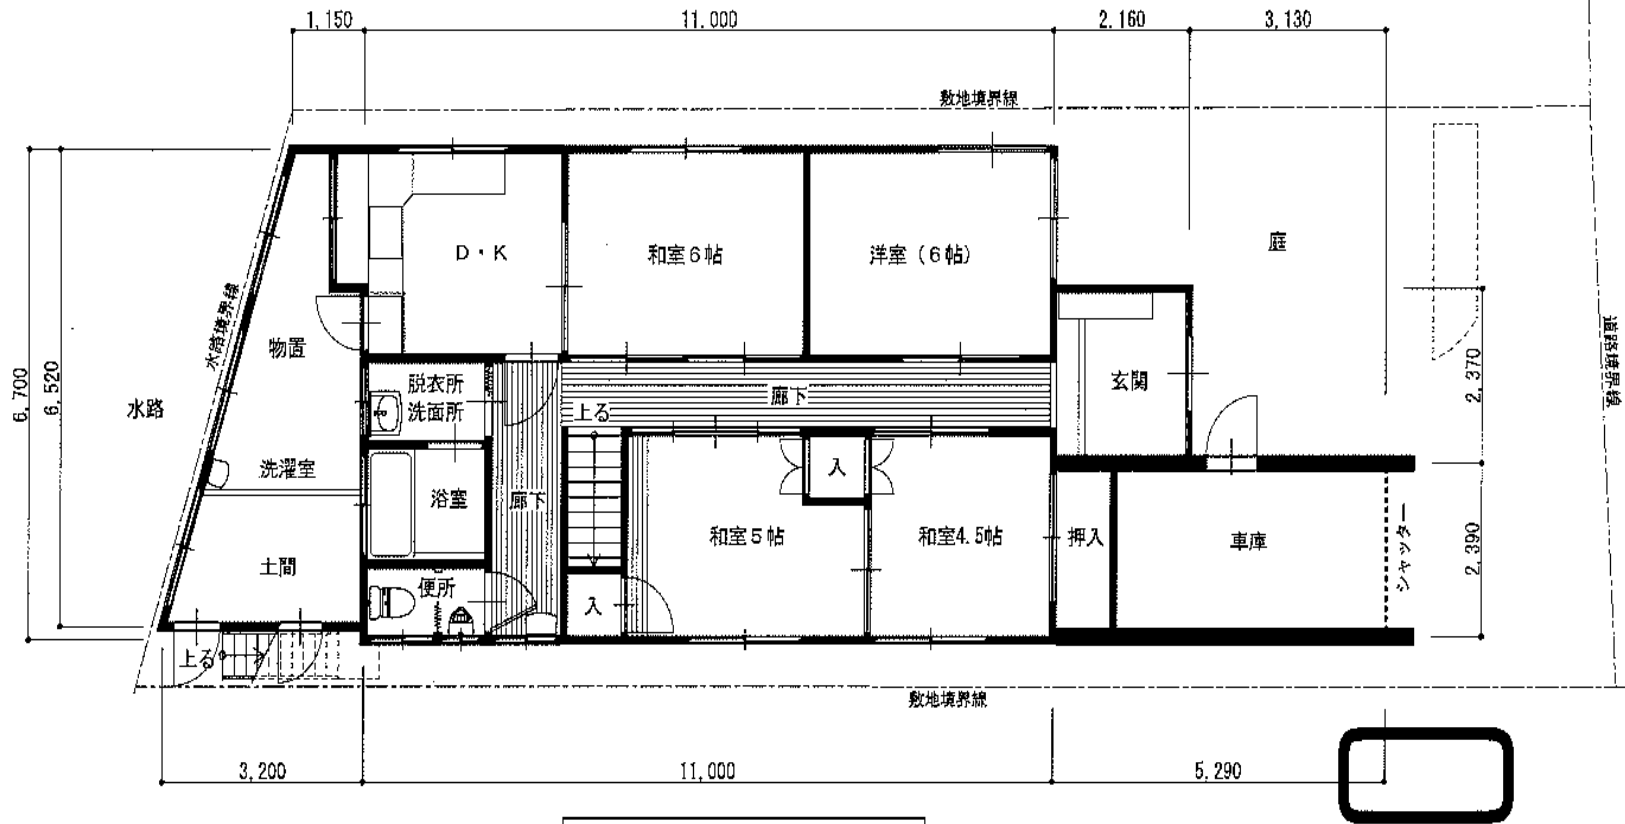 1,150
11.000
2.160
3,130
敷地境界線
D・K
和室6帖
洋室（6帖）
庭
水路境界線
物置
脱衣所
洗面所
廊下
玄関
道路境界線
6,700
6,520
2,370
水路
上る
洗濯室
浴室
廊下
入
和室5帖
和室4.5帖
押入
車庫
シャッター
2,390
土間
便所
入
上る
敷地境界線
3,200
11,000
5,290